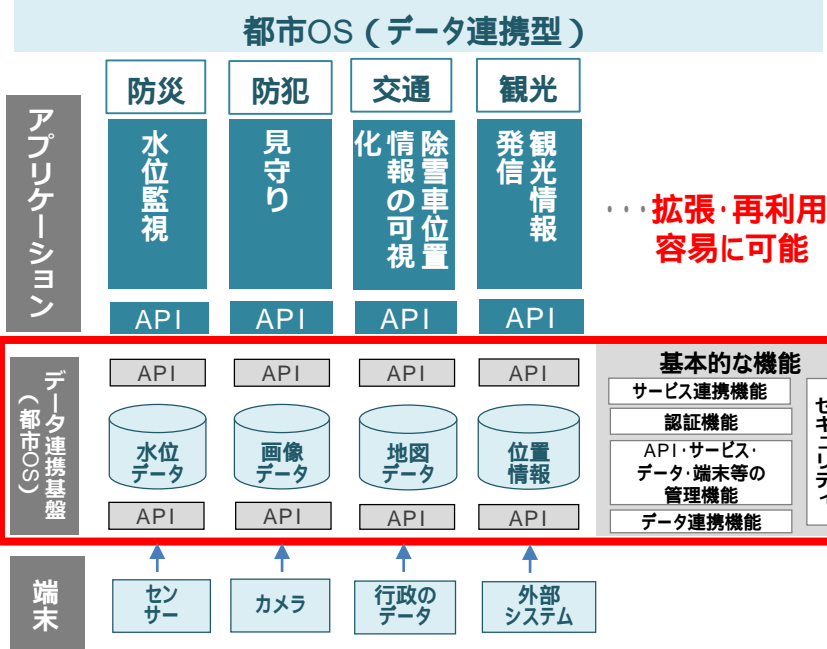 都市OS（データ連携型）
アプリケーション
防災
防犯
交通
観光
水位監視
見守り
除雪車位置
情報の可視
化
観光情報
発信
･･･拡張･再利用
容易に可能
API
API
API
API
データ連携基盤
（都市OS）
API
API
API
API
水位
データ
画像
データ
地図
データ
位置
情報
API
API
API
API
基本的な機能
サービス連携機能
認証機能
API･サービス･
データ･端末等の
管理機能
データ連携機能
セキュリティ
端末
セン
サー
カメラ
行政の
データ
外部
システム